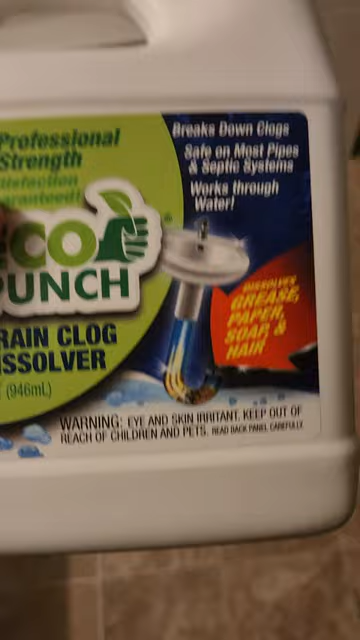 Professional
Strength
Breaks Down Clogs
Safe on Most Pipes
& Septic Systems
Works through
Water!
CO
UNCH
®
RAIN CLOG
ISSOLVER
(946mL)
DISSOLVES
GREASE,
PAPER,
SOAP, &
HAIR
WARNING: EYE AND SKIN IRRITANT. KEEP OUT OF
REACH OF CHILDREN AND PETS. READ BACK PANEL CAREFULLY.